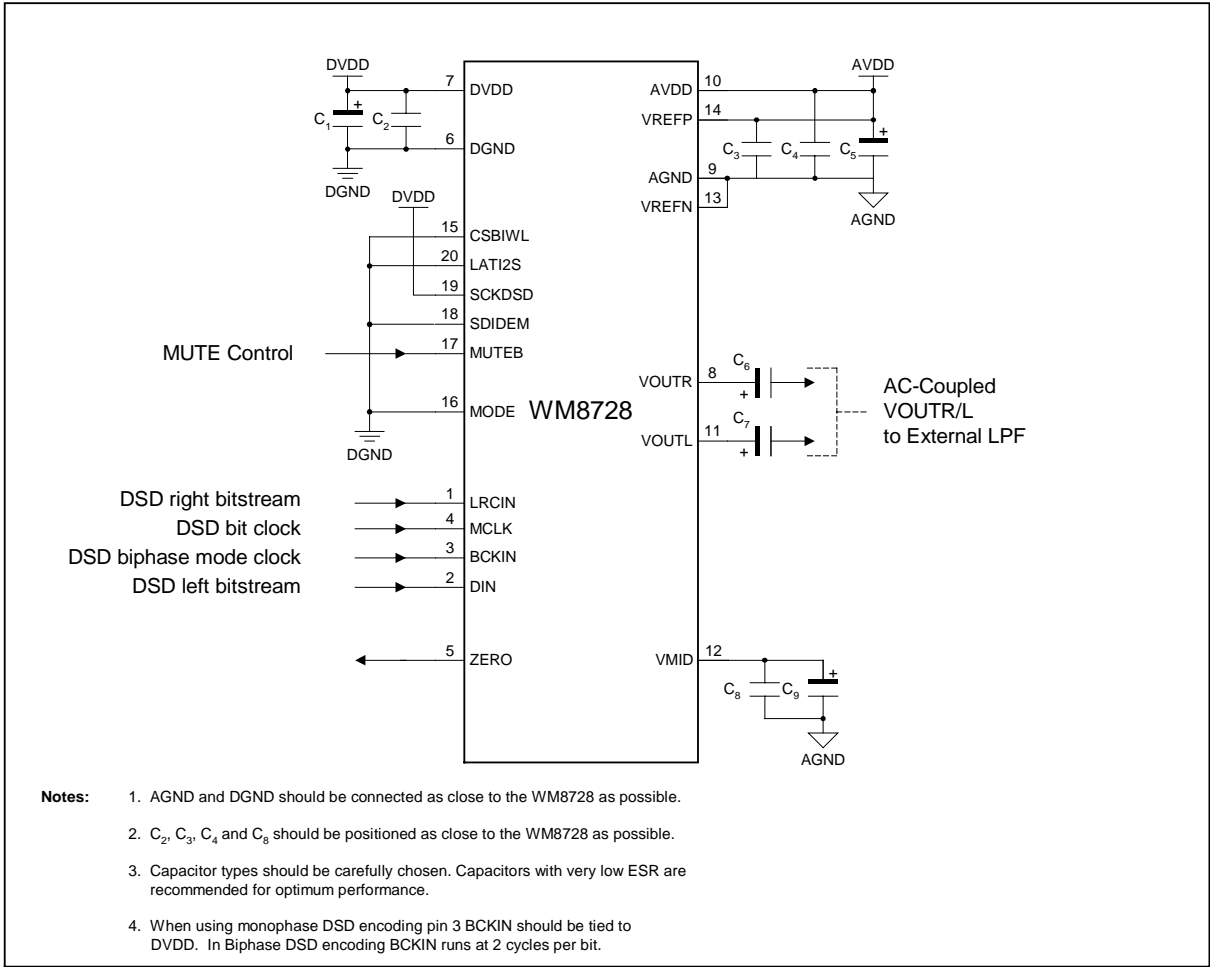 DVDD
AVDD
7 DVDD
AVDD 10
VREFP 14
+
C1
C2
6 DGND
C3
C4
C5
+
AGND 9
VREFN 13
DGND
AGND
DVDD
15 CSBIWL
20 LATI2S
19 SCKDSD
18 SDIDEM
MUTE Control
17 MUTEB
16 MODE
WM8728
DGND
VOUTR 8
C6
+
VOUTL 11
C7
+
AC-Coupled
VOUTR/L
to External LPF
DSD right bitstream
1 LRCIN
DSD bit clock
4 MCLK
DSD biphase mode clock
3 BCKIN
DSD left bitstream
2 DIN
5 ZERO
VMID 12
C8
C9
+
AGND
Notes: 1. AGND and DGND should be connected as close to the WM8728 as possible.
2. C2, C3, C4 and C8 should be positioned as close to the WM8728 as possible.
3. Capacitor types should be carefully chosen. Capacitors with very low ESR are
recommended for optimum performance.
4. When using monophase DSD encoding pin 3 BCKIN should be tied to
DVDD. In Biphase DSD encoding BCKIN runs at 2 cycles per bit.